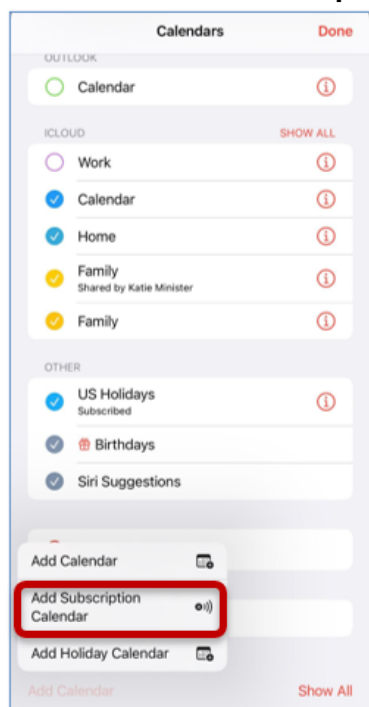 Calendars Done
OUTLOOK
Calendar
ICLOUD SHOW ALL
Work
Calendar
Home
Family
Shared by Katie Minister
Family
OTHER
US Holidays
Subscribed
Birthdays
Siri Suggestions
Add Calendar
Add Subscription
Calendar
Add Holiday Calendar
Add Calendar Show All